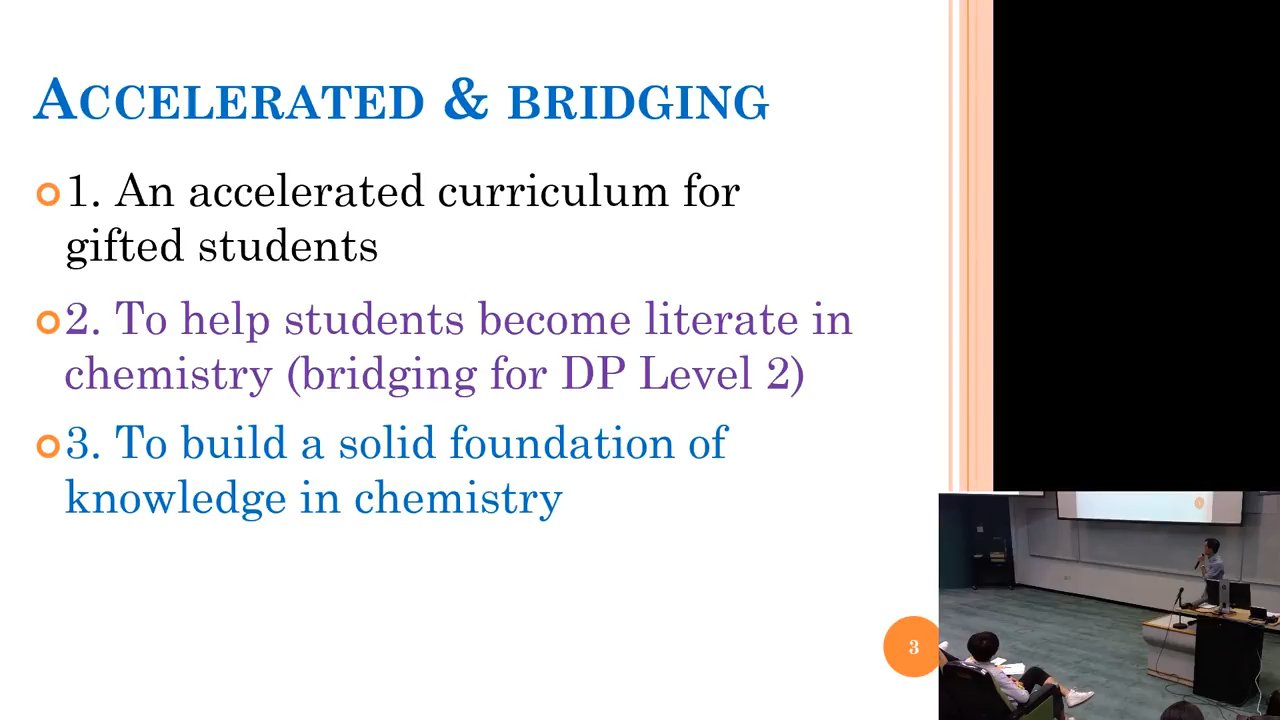 ACCELERATED & BRIDGING
1. An accelerated curriculum for
gifted students
2. To help students become literate in
chemistry (bridging for DP Level 2)
3. To build a solid foundation of
knowledge in chemistry
3